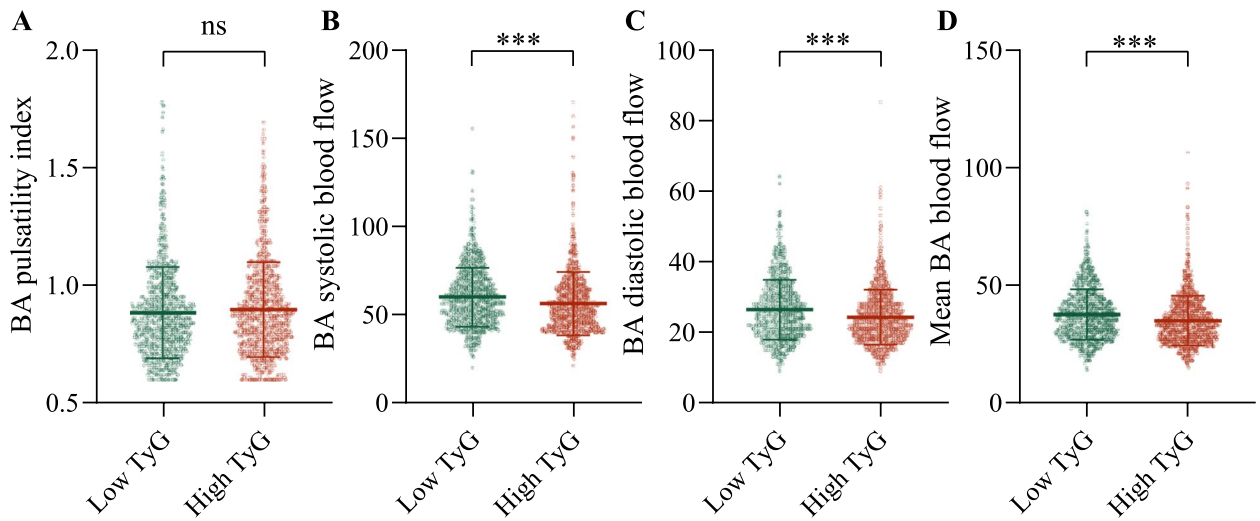 A
BA pulsatility index
2.0
1.5
1.0
0.5
ns
Low TyG
High TyG
B
BA systolic blood flow
200
150
100
50
0
***
Low TyG
High TyG
C
BA diastolic blood flow
100
80
60
40
20
0
***
Low TyG
High TyG
D
Mean BA blood flow
150
100
50
0
***
Low TyG
High TyG